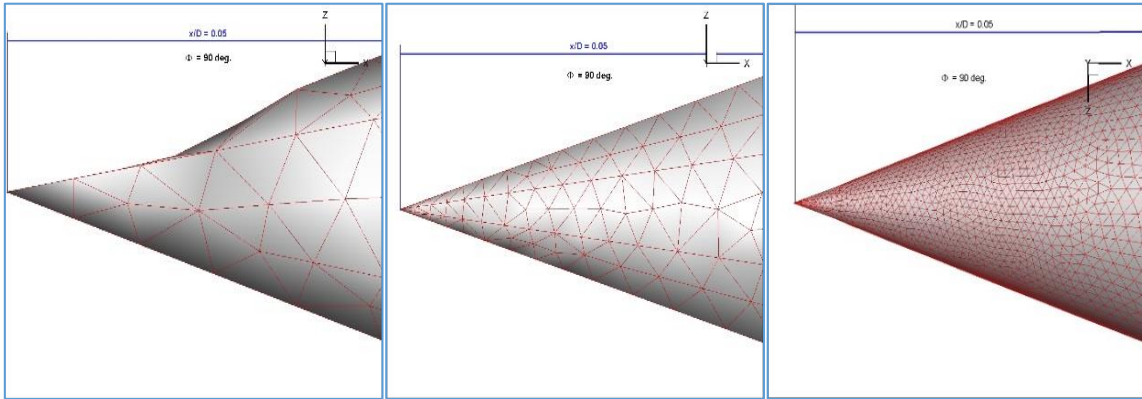 x/D = 0.05
Z
X
Y
Φ = 90 deg.
x/D = 0.05
Z
X
Y
Φ = 90 deg.
x/D = 0.05
Y
X
Z
Φ = 90 deg.